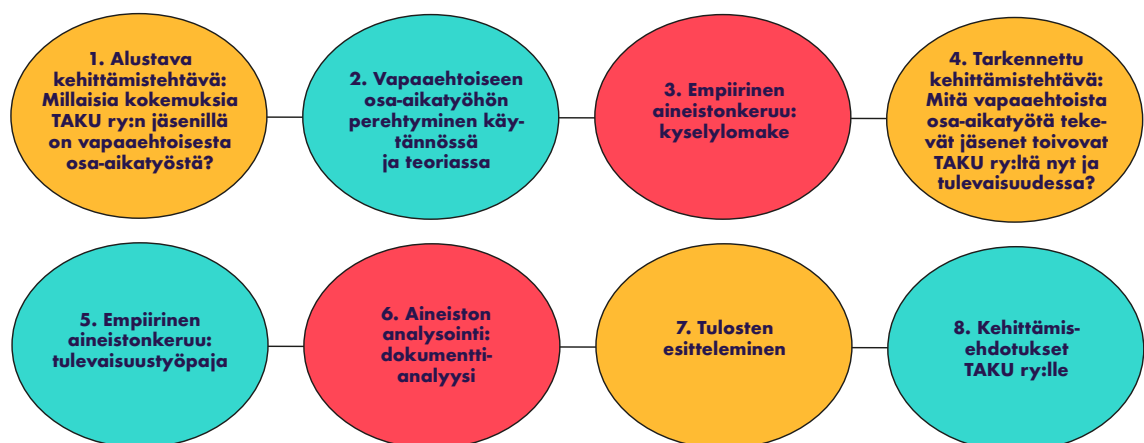 1. Alustava
kehittämistehtävä:
Millaisia kokemuksia
TAKU ry:n jäsenillä
on vapaaehtoisesta
osa-aikatyöstä?
2. Vapaaehtoiseen
osa-aikatyöhön
perehtyminen käy-
tännössä
ja teoriassa
3. Empiirinen
aineistonkeruu:
kyselylomake
4. Tarkennettu
kehittämistehtävä:
Mitä vapaaehtoista
osa-aikatyötä teke-
vät jäsenet toivovat
TAKU ry:ltä nyt ja
tulevaisuudessa?
5. Empiirinen
aineistonkeruu:
tulevaisuustyöpaja
6. Aineiston
analysointi:
dokumentti-
analyysi
7. Tulosten
esitteleminen
8. Kehittämis-
ehdotukset
TAKU ry:lle